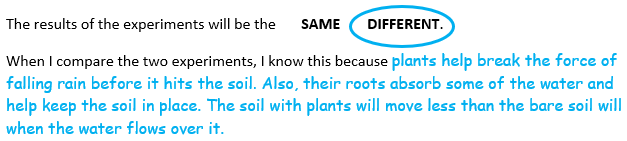 The results of the experiments will be the SAME DIFFERENT.
When I compare the two experiments, I know this because plants help break the force of
falling rain before it hits the soil. Also, their roots absorb some of the water and
help keep the soil in place. The soil with plants will move less than the bare soil will
when the water flows over it.